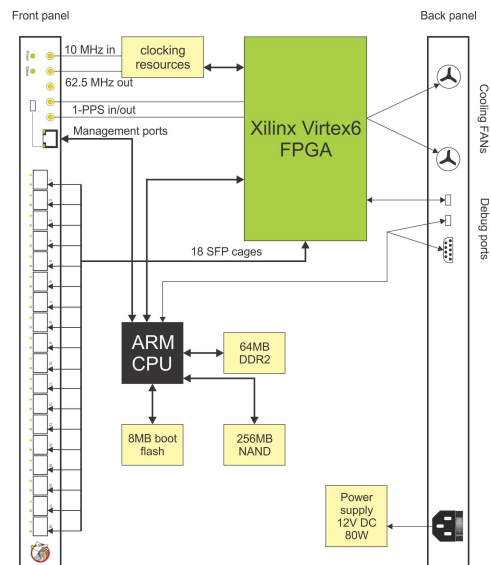 Front panel
Back panel
10 MHz in
clocking
resources
62.5 MHz out
1-PPS in/out
Management ports
Xilinx Virtex6
FPGA
Cooling FANs
Debug ports
18 SFP cages
ARM
CPU
64MB
DDR2
8MB boot
flash
256MB
NAND
Power
supply
12V DC
80W